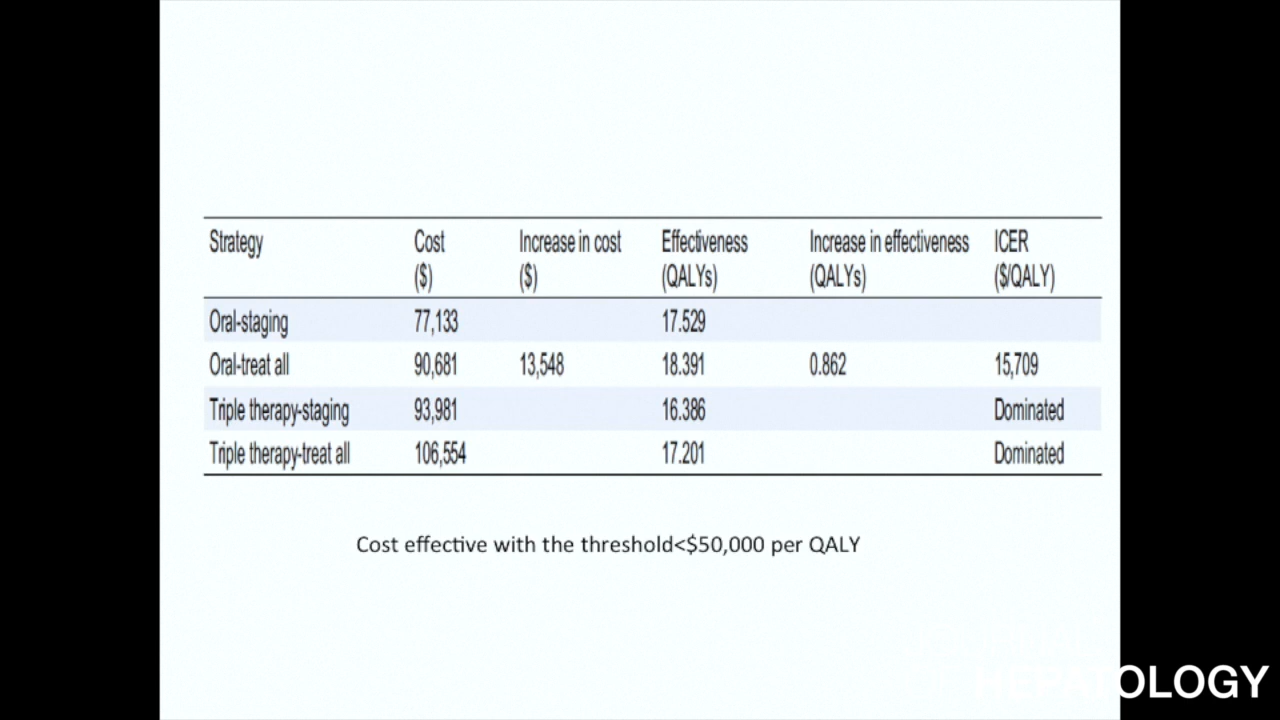 Strategy Cost Increase in cost Effectiveness Increase in effectiveness ICER
($) ($) (QALYs) (QALYs) ($/QALY)
Oral-staging 77,133 17.529
Oral-treat all 90,681 13,548 18.391 0.862 15,709
Triple therapy-staging 93,981 16.386 Dominated
Triple therapy-treat all 106,554 17.201 Dominated
Cost effective with the threshold<$50,000 per QALY
HEPATOLOGY